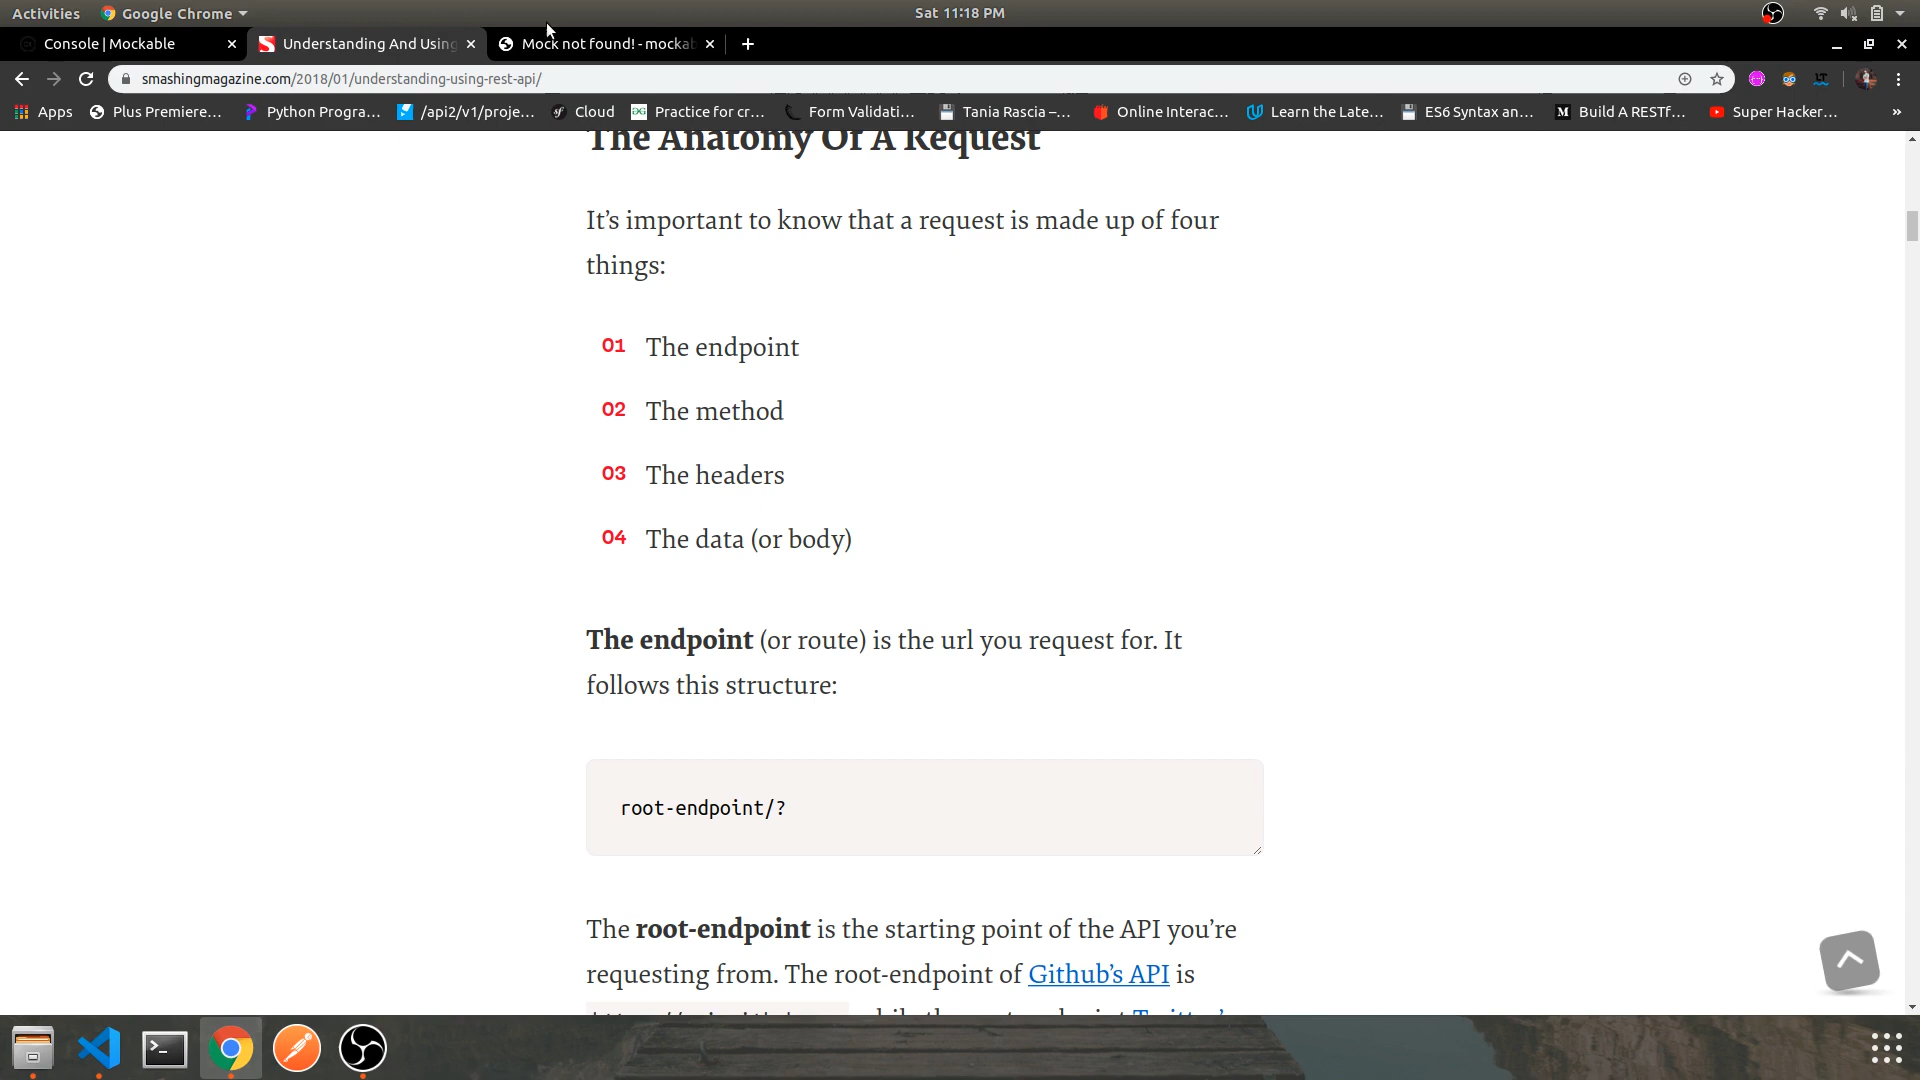 Activities
Google Chrome
Sat 11:18 PM
Console | Mockable
Understanding And Using
Mock not found! - mockab
smashingmagazine.com/2018/01/understanding-using-rest-api/
Apps
Plus Premiere...
Python Progra...
/api2/v1/proje...
Cloud
Practice for cr...
Form Validati...
Tania Rascia –...
Online Interac...
Learn the Late...
ES6 Syntax an...
Build A RESTf...
Super Hacker...
The Anatomy Of A Request
It’s important to know that a request is made up of four
things:
01 The endpoint
02 The method
03 The headers
04 The data (or body)
The endpoint (or route) is the url you request for. It
follows this structure:
root-endpoint/?
The root-endpoint is the starting point of the API you’re
requesting from. The root-endpoint of Github’s API is